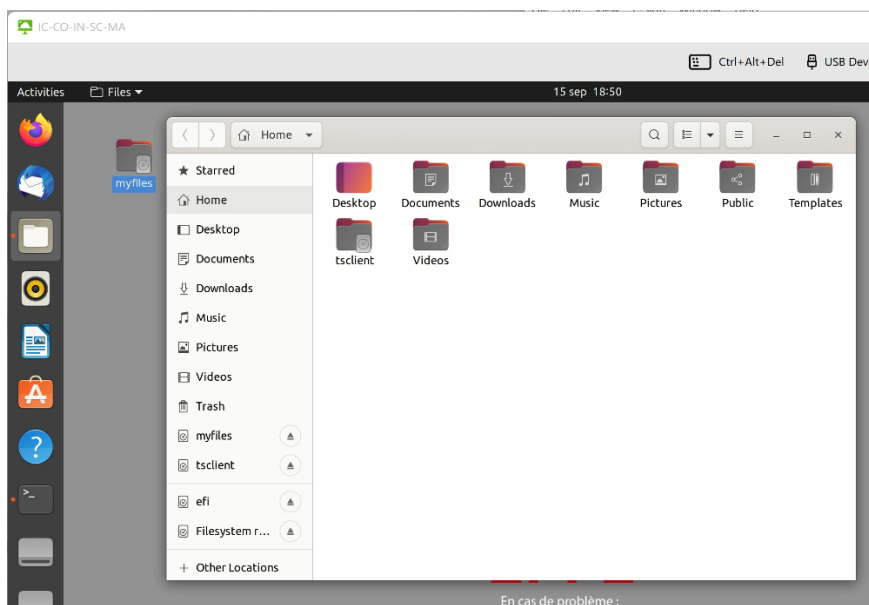 IC-CO-IN-SC-MA
Ctrl+Alt+Del USB Dev
Activities Files 15 sep 18:50
myfiles
Home
Starred
Home
Desktop
Documents
Downloads
Music
Pictures
Videos
Trash
myfiles
tsclient
efi
Filesystem r...
+ Other Locations
Desktop Documents Downloads Music Pictures Public Templates
tsclient Videos
En cas de problème :